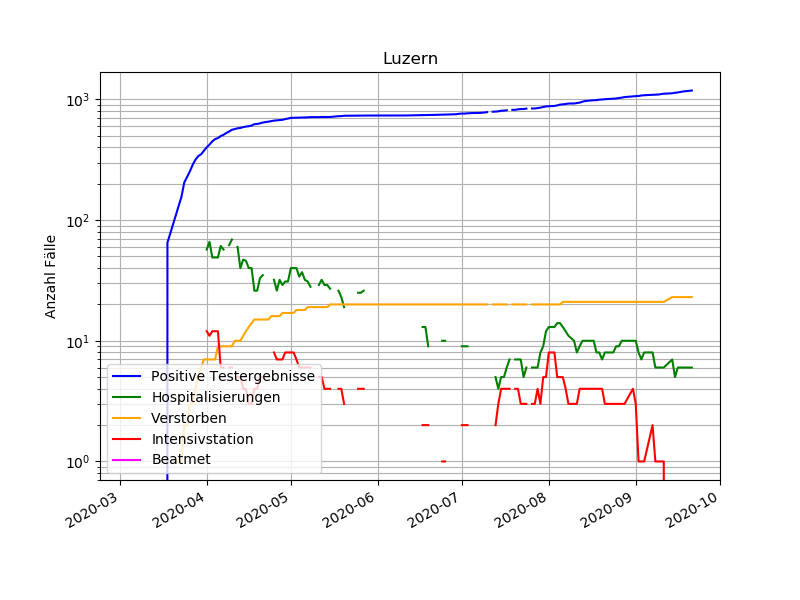 Luzern
Anzahl Fälle
10³
10²
10¹
10⁰
Positive Testergebnisse
Hospitalisierungen
Verstorben
Intensivstation
Beatmet
2020-03
2020-04
2020-05
2020-06
2020-07
2020-08
2020-09
2020-10